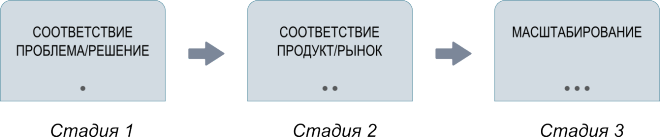 СООТВЕТСТВИЕ
ПРОБЛЕМА/РЕШЕНИЕ
СООТВЕТСТВИЕ
ПРОДУКТ/РЫНОК
МАСШТАБИРОВАНИЕ
Стадия 1
Стадия 2
Стадия 3